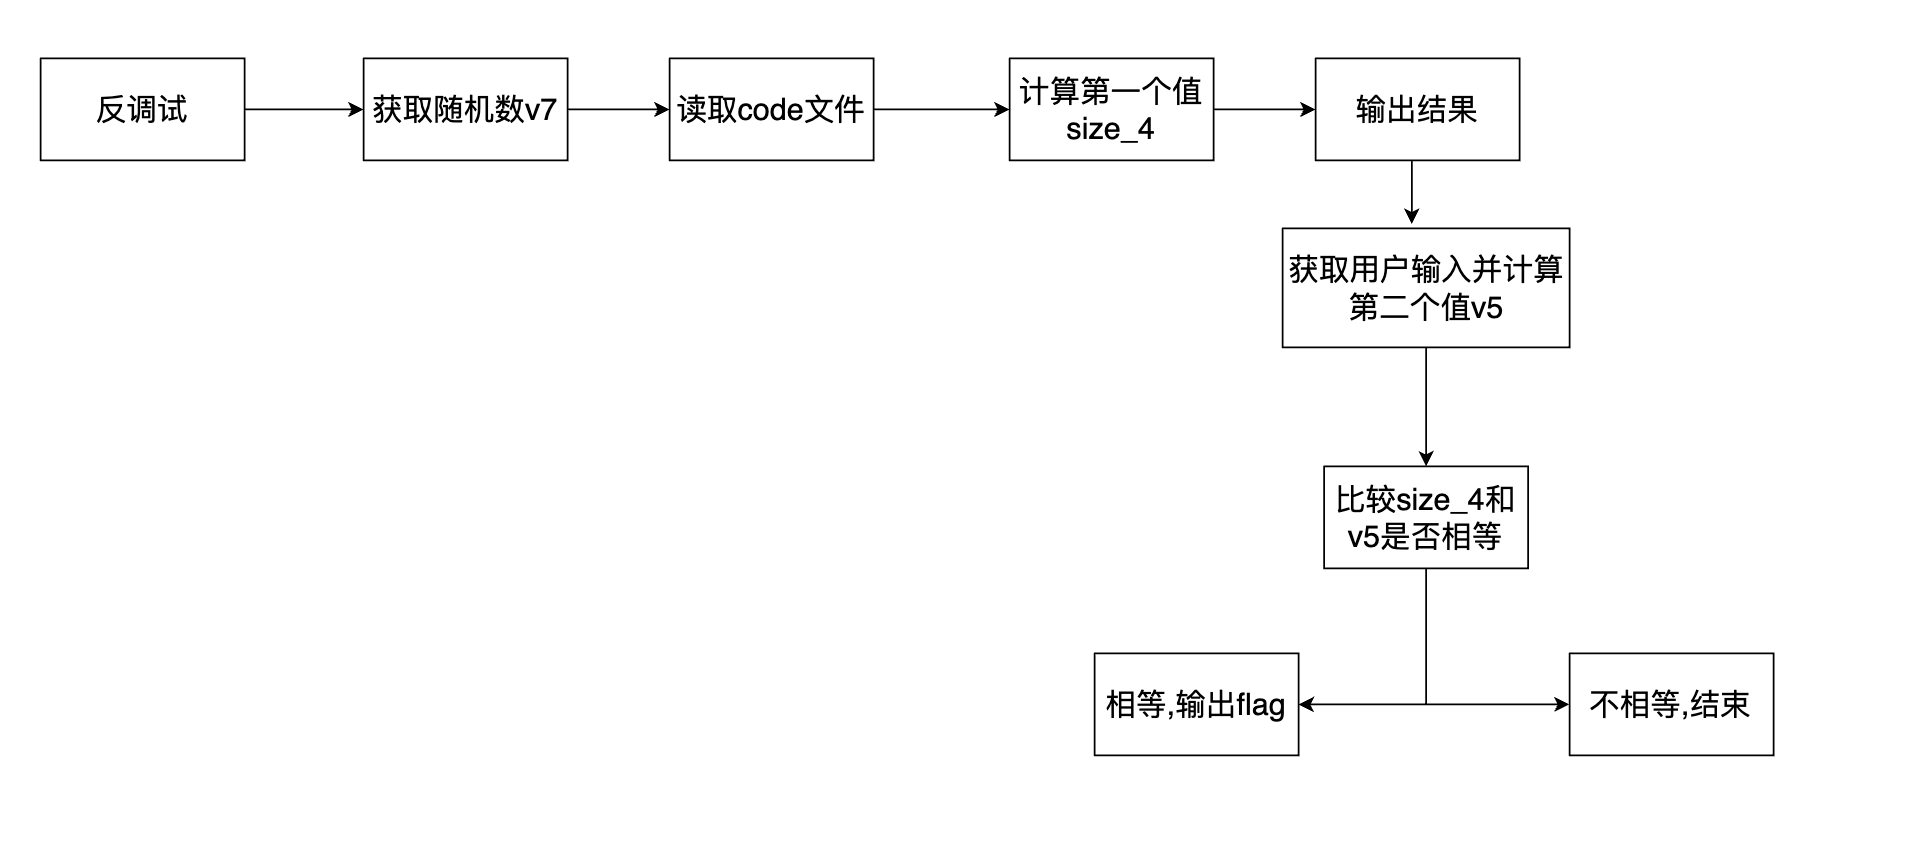 反调试
获取随机数v7
读取code文件
计算第一个值
size_4
输出结果
获取用户输入并计算
第二个值v5
比较size_4和
v5是否相等
相等,输出flag
不相等,结束